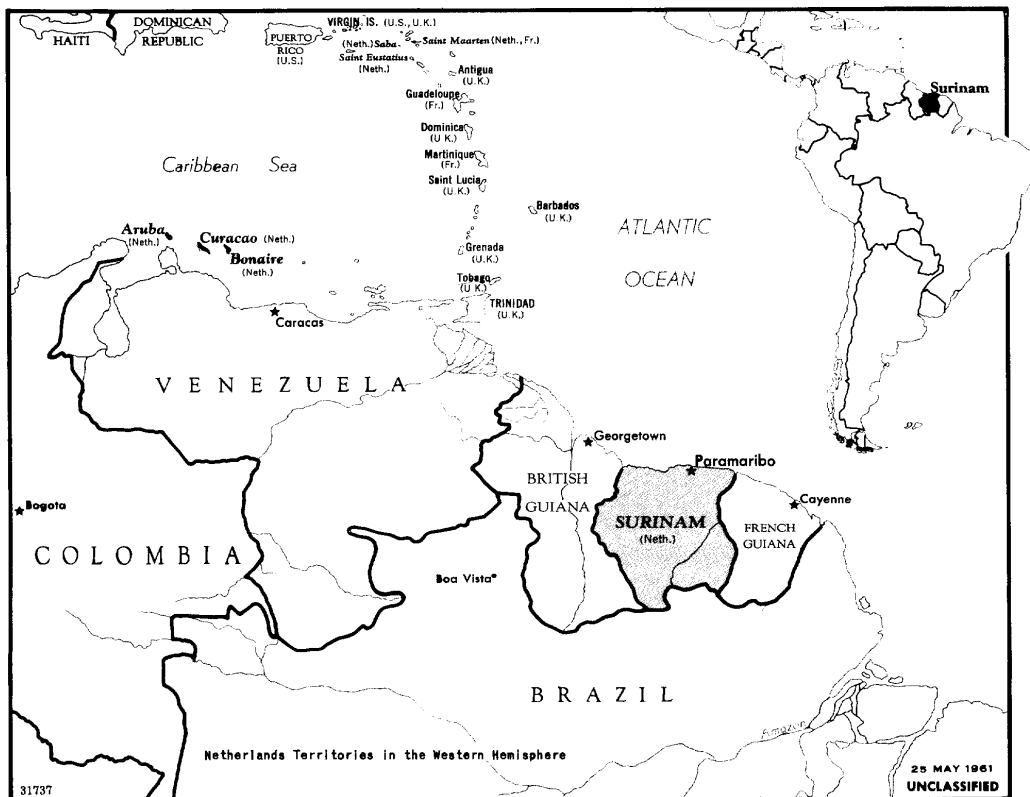 HAITI
DOMINICAN
REPUBLIC
PUERTO
RICO
(U.S.)
VIRGIN IS. (U.S., U.K.)
(Neth.) Saba
Saint Maarten (Neth., Fr.)
Saint Eustatius
(Neth.)
Antigua
(U.K.)
Guadeloupe
(Fr.)
Dominica
(U.K.)
Martinique
(Fr.)
Saint Lucia
(U.K.)
Barbados
(U.K.)
Grenada
(U.K.)
Tobago
(U.K.)
TRINIDAD
(U.K.)
Caribbean Sea
ATLANTIC
OCEAN
Surinam
Aruba
(Neth.)
Curacao (Neth.)
Bonaire
(Neth.)
Caracas
VENEZUELA
Georgetown
Paramaribo
Cayenne
BRITISH
GUIANA
SURINAM
(Neth.)
FRENCH
GUIANA
Bogota
COLOMBIA
Boa Vista
BRAZIL
Amazon
Netherlands Territories in the Western Hemisphere
31737
25 MAY 1961
UNCLASSIFIED